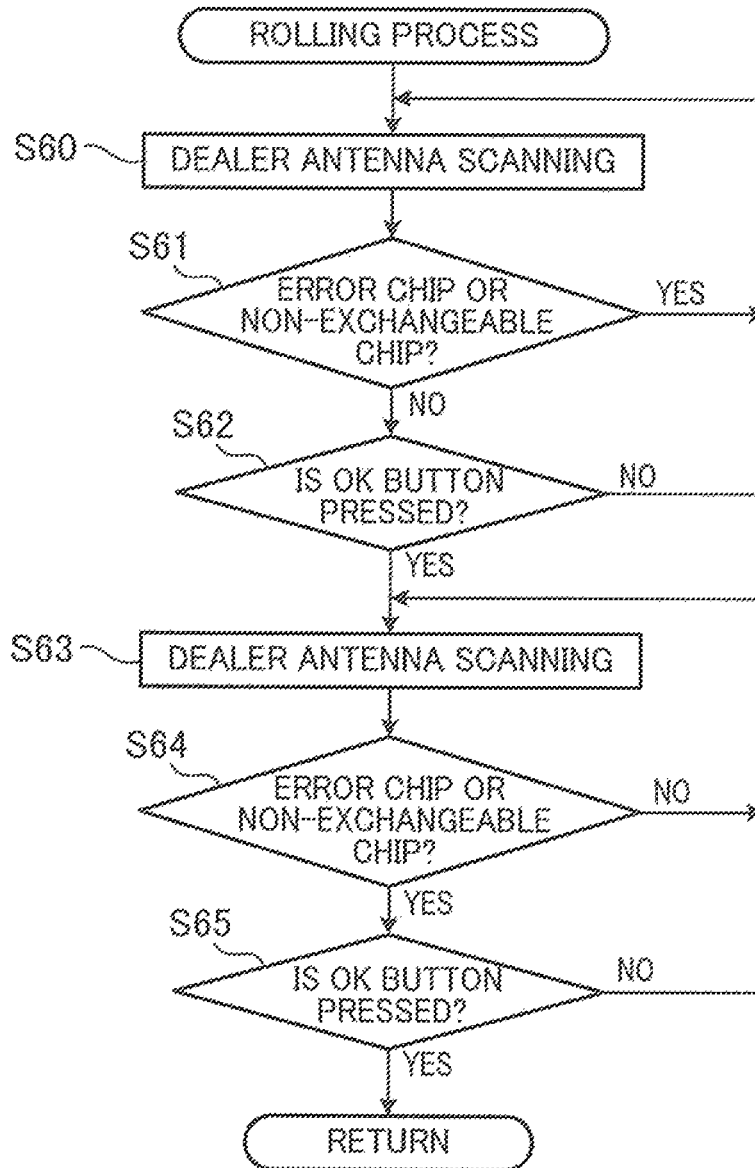 ROLLING PROCESS
S60
DEALER ANTENNA SCANNING
S61
ERROR CHIP OR
NON-EXCHANGEABLE
CHIP?
YES
NO
S62
IS OK BUTTON
PRESSED?
NO
YES
S63
DEALER ANTENNA SCANNING
S64
ERROR CHIP OR
NON-EXCHANGEABLE
CHIP?
NO
YES
S65
IS OK BUTTON
PRESSED?
NO
YES
RETURN